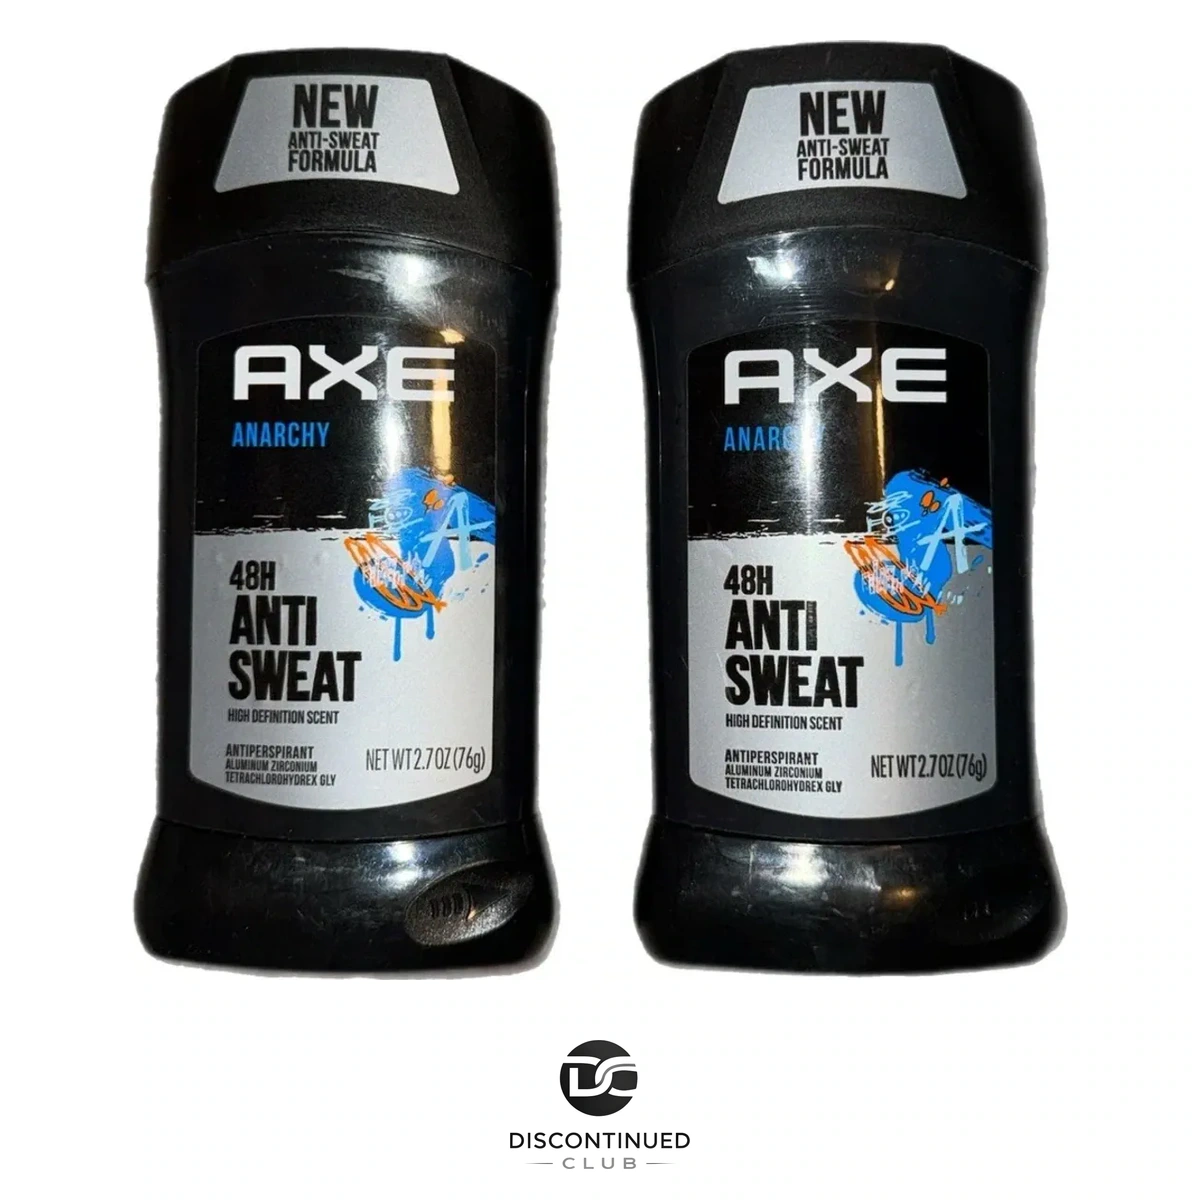 NEW
ANTI-SWEAT
FORMULA
AXE
ANARCHY
48H
ANTI
SWEAT
HIGH DEFINITION SCENT
ANTIPERSPIRANT
ALUMINUM ZIRCONIUM
TETRACHLOROHYDREX GLY
NET WT 2.7 OZ (76g)
NEW
ANTI-SWEAT
FORMULA
AXE
ANARCHY
48H
ANTI
SWEAT
HIGH DEFINITION SCENT
ANTIPERSPIRANT
ALUMINUM ZIRCONIUM
TETRACHLOROHYDREX GLY
NET WT 2.7 OZ (76g)
DC
DISCONTINUED
CLUB